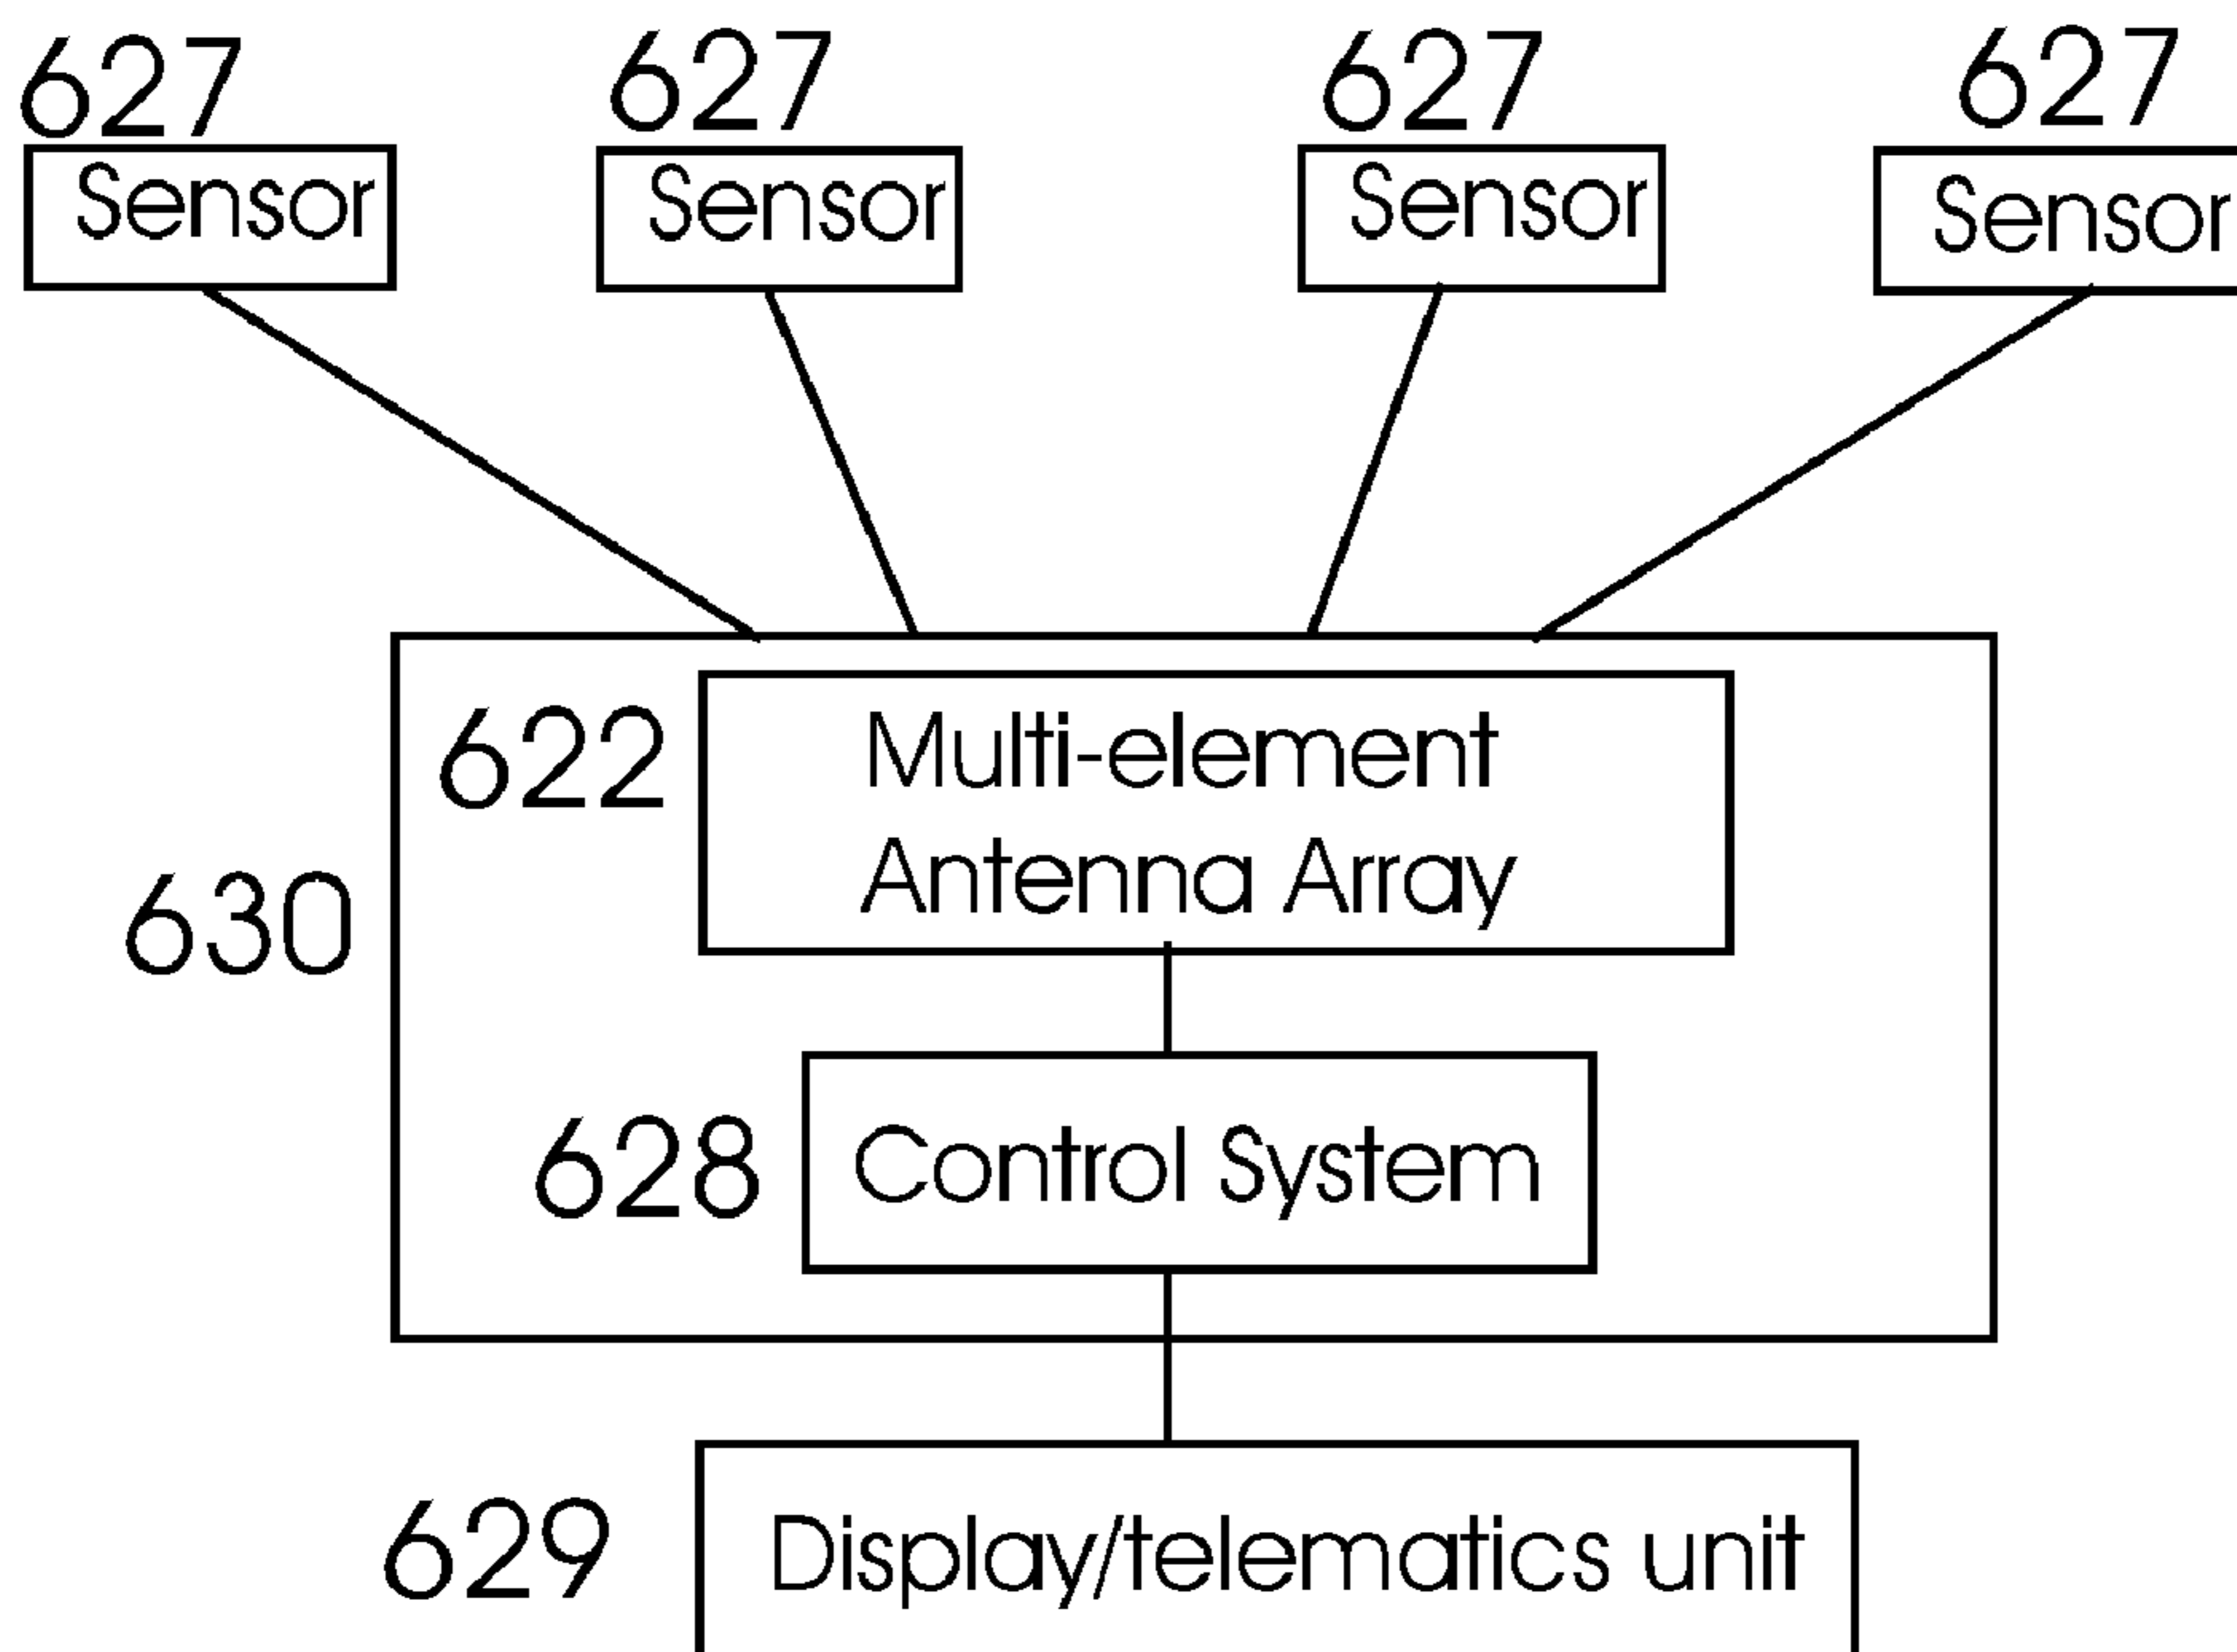 627 627 627 627
Sensor Sensor Sensor Sensor
622
Multi-element
Antenna Array
630
628 Control System
629 Display/telematics unit